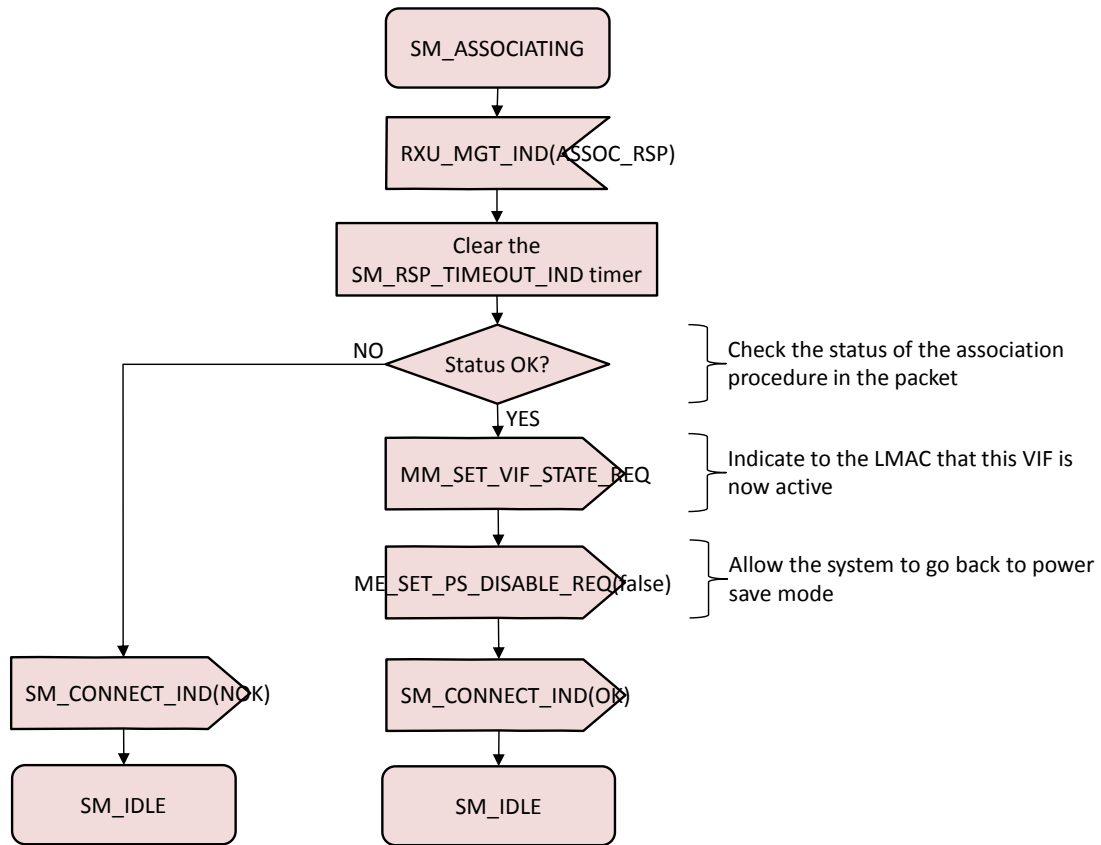 SM_ASSOCIATING
RXU_MGT_IND(ASSOC_RSP)
Clear the
SM_RSP_TIMEOUT_IND timer
NO
Status OK?
Check the status of the association
procedure in the packet
YES
MM_SET_VIF_STATE_REQ
Indicate to the LMAC that this VIF is
now active
ME_SET_PS_DISABLE_REQ(false)
Allow the system to go back to power
save mode
SM_CONNECT_IND(NOK)
SM_CONNECT_IND(OK)
SM_IDLE
SM_IDLE